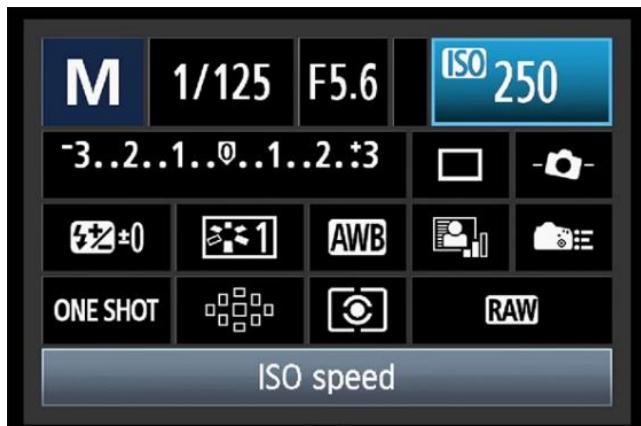 M 1/125 F5.6 ISO 250
-3..2..1..0..1..2.:+3
±0 1 AWB
ONE SHOT RAW
ISO speed